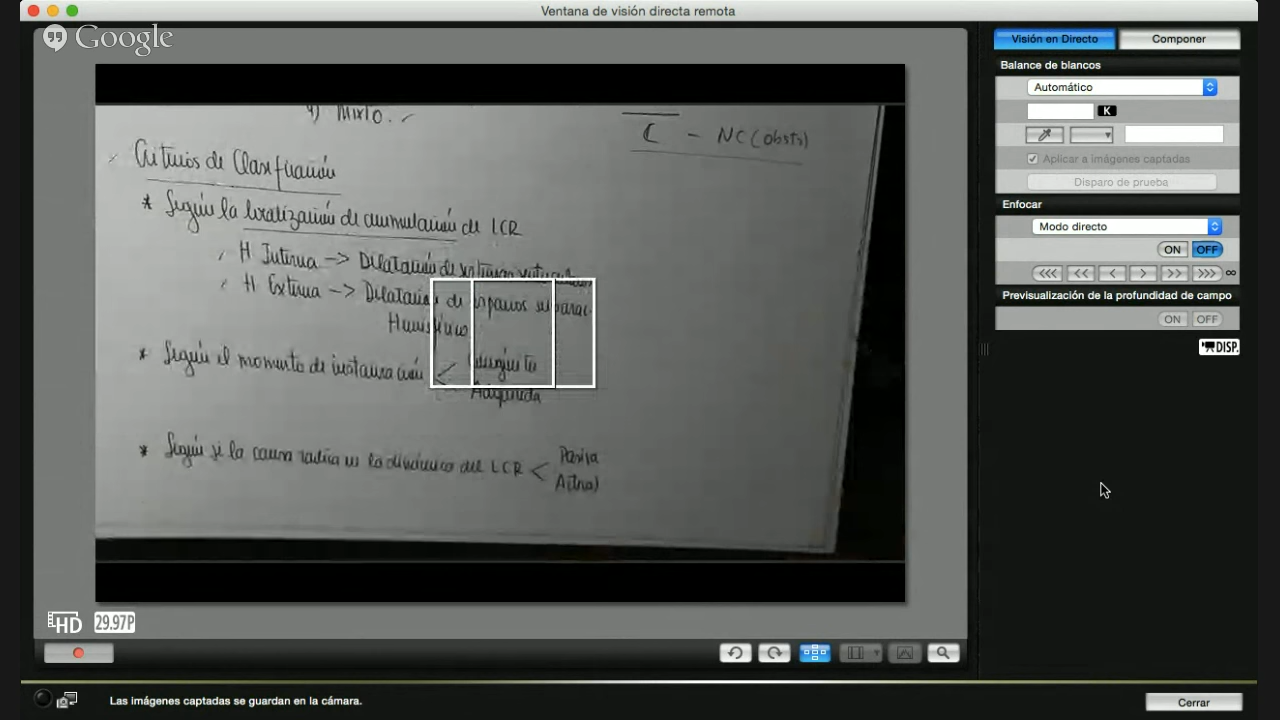 Ventana de visión directa remota
Google
Visión en Directo
Componer
Balance de blancos
Automático
K
Aplicar a imágenes captadas
Disparo de prueba
Enfocar
Modo directo
ON OFF
<<< << < > >> >>> ∞
Previsualización de la profundidad de campo
ON OFF
DISP.
4) Mixto.
C - NC (obsts)
Criterios de Clasificación
* Según la localización de acumulación de LCR
H Interna -> Dilatación de sistemas ventriculares
H Externa -> Dilatación de espacios subarac-
* Según el momento de instauración < Congénita
Adquirida
* Según si la causa radica en la dinámica del LCR < Pasiva
Activa)
HD 29.97P
Las imágenes captadas se guardan en la cámara.
Cerrar